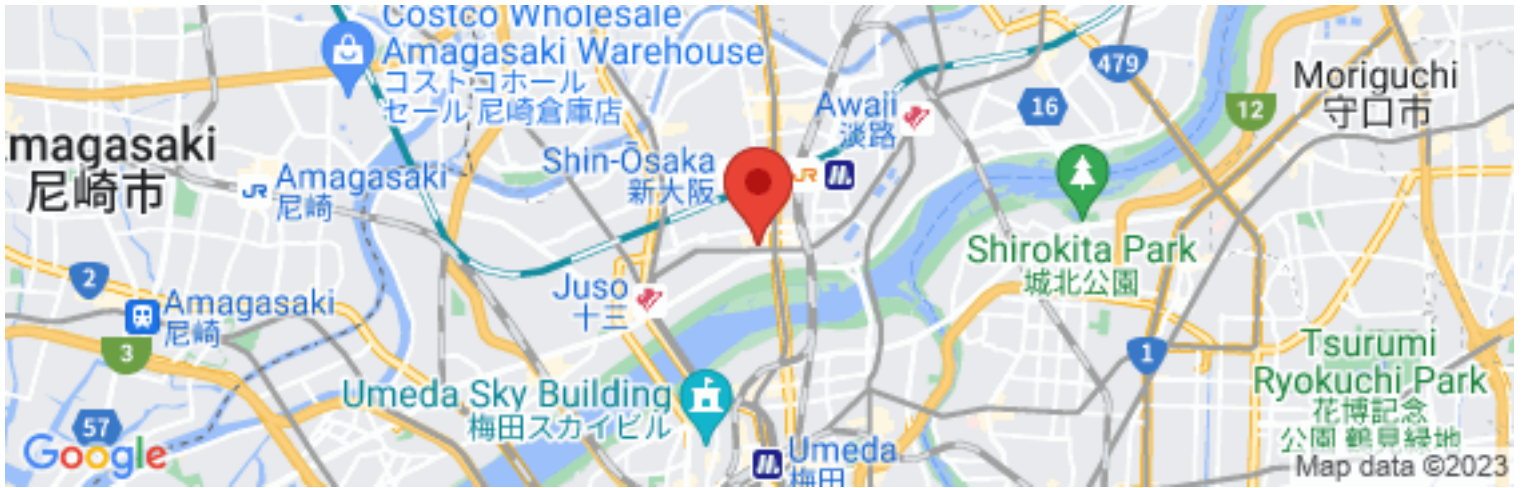 Costco Wholesale
Amagasaki Warehouse
コストコホール
セール 尼崎倉庫店
479
Moriguchi
守口市
16
12
Awaji
淡路
magasaki
尼崎市
JR
Amagasaki
尼崎
Shin-Ōsaka
新大阪
JR
Shirokita Park
城北公園
2
Juso
十三
Amagasaki
尼崎
3
1
Tsurumi
Ryokuchi Park
花博記念
公園 鶴見緑地
Umeda Sky Building
梅田スカイビル
57
Google
Umeda
梅田
Map data ©2023